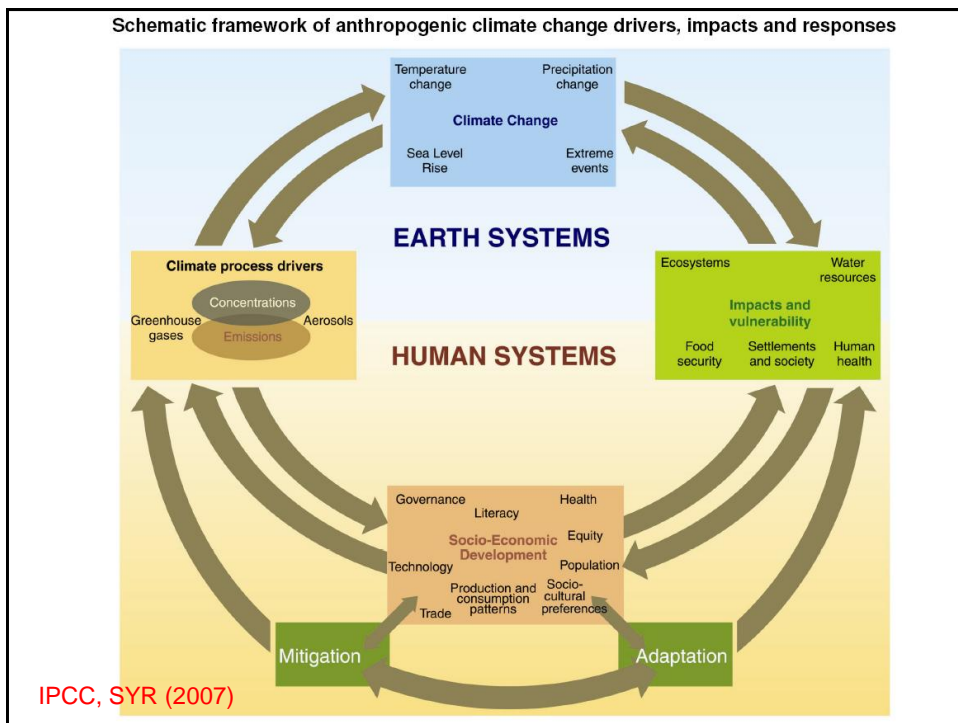 Schematic framework of anthropogenic climate change drivers, impacts and responses
Temperature
change
Precipitation
change
Climate Change
Sea Level
Rise
Extreme
events
EARTH SYSTEMS
Climate process drivers
Concentrations
Greenhouse
gases
Aerosols
Emissions
Ecosystems
Water
resources
Impacts and
vulnerability
Food
security
Settlements
and society
Human
health
HUMAN SYSTEMS
Governance
Health
Literacy
Equity
Socio-Economic
Development
Technology
Population
Production and
consumption
patterns
Socio-
cultural
preferences
Trade
Mitigation
Adaptation
IPCC, SYR (2007)